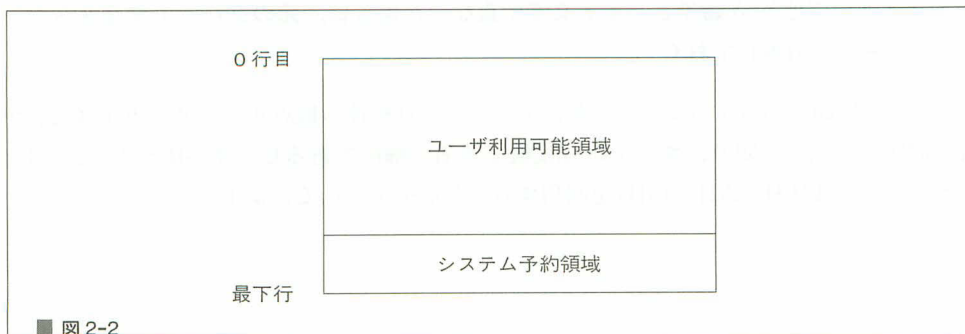 0行目
ユーザ利用可能領域
システム予約領域
最下行
■ 図2-2